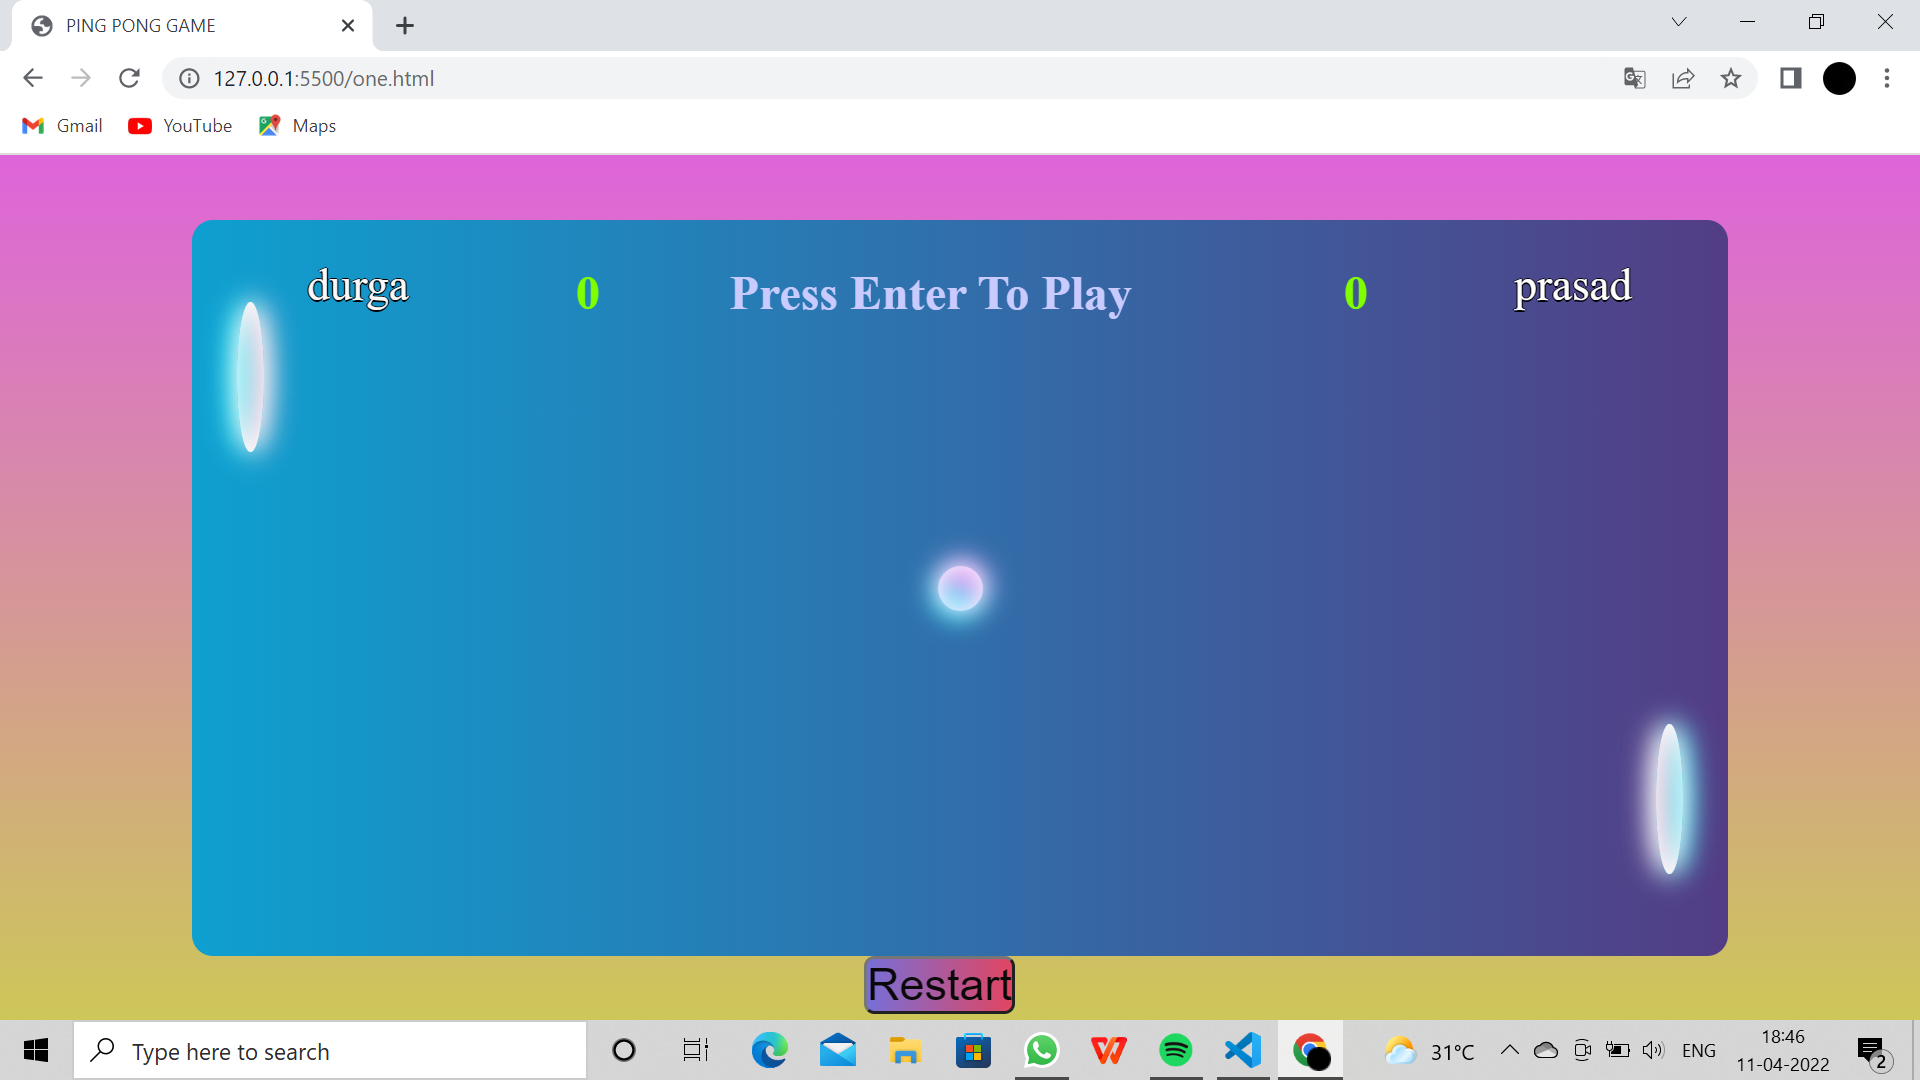 PING PONG GAME
127.0.0.1:5500/one.html
Gmail
YouTube
Maps
durga
0
Press Enter To Play
0
prasad
Restart
Type here to search
31°C
ENG
18:46
11-04-2022
2